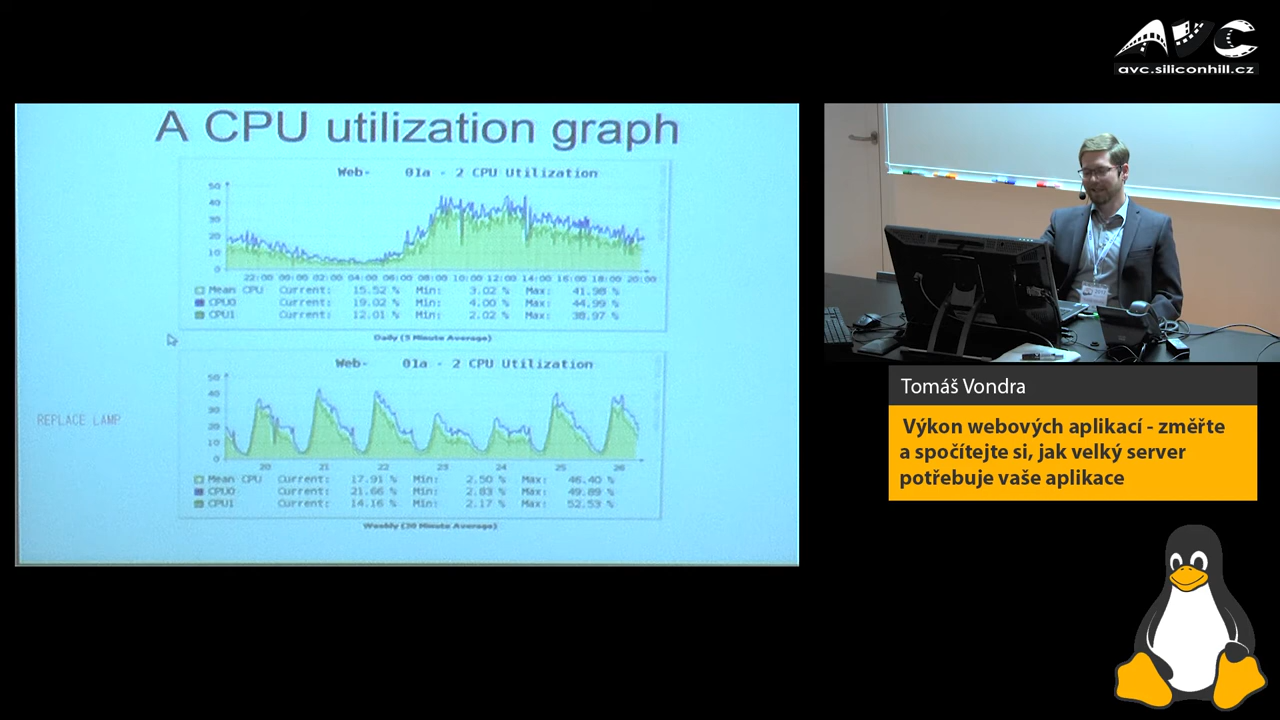 AVC
avc.siliconhill.cz
A CPU utilization graph
Web- 01a - 2 CPU Utilization
50
40
30
20
10
0
22:00 00:00 02:00 04:00 06:00 08:00 10:00 12:00 14:00 16:00 18:00 20:00
Mean CPU Current: 15.52 % Min: 3.02 % Max: 41.98 %
CPU0 Current: 19.02 % Min: 4.00 % Max: 44.99 %
CPU1 Current: 12.01 % Min: 2.02 % Max: 38.97 %
Daily (5 Minute Average)
Web- 01a - 2 CPU Utilization
50
40
30
20
10
0
20 21 22 23 24 25 26
Mean CPU Current: 17.91 % Min: 2.50 % Max: 46.40 %
CPU0 Current: 21.66 % Min: 2.83 % Max: 49.89 %
CPU1 Current: 14.16 % Min: 2.17 % Max: 52.53 %
Weekly (30 Minute Average)
REPLACE LAMP
Tomáš Vondra
Výkon webových aplikací - změřte
a spočítejte si, jak velký server
potřebuje vaše aplikace